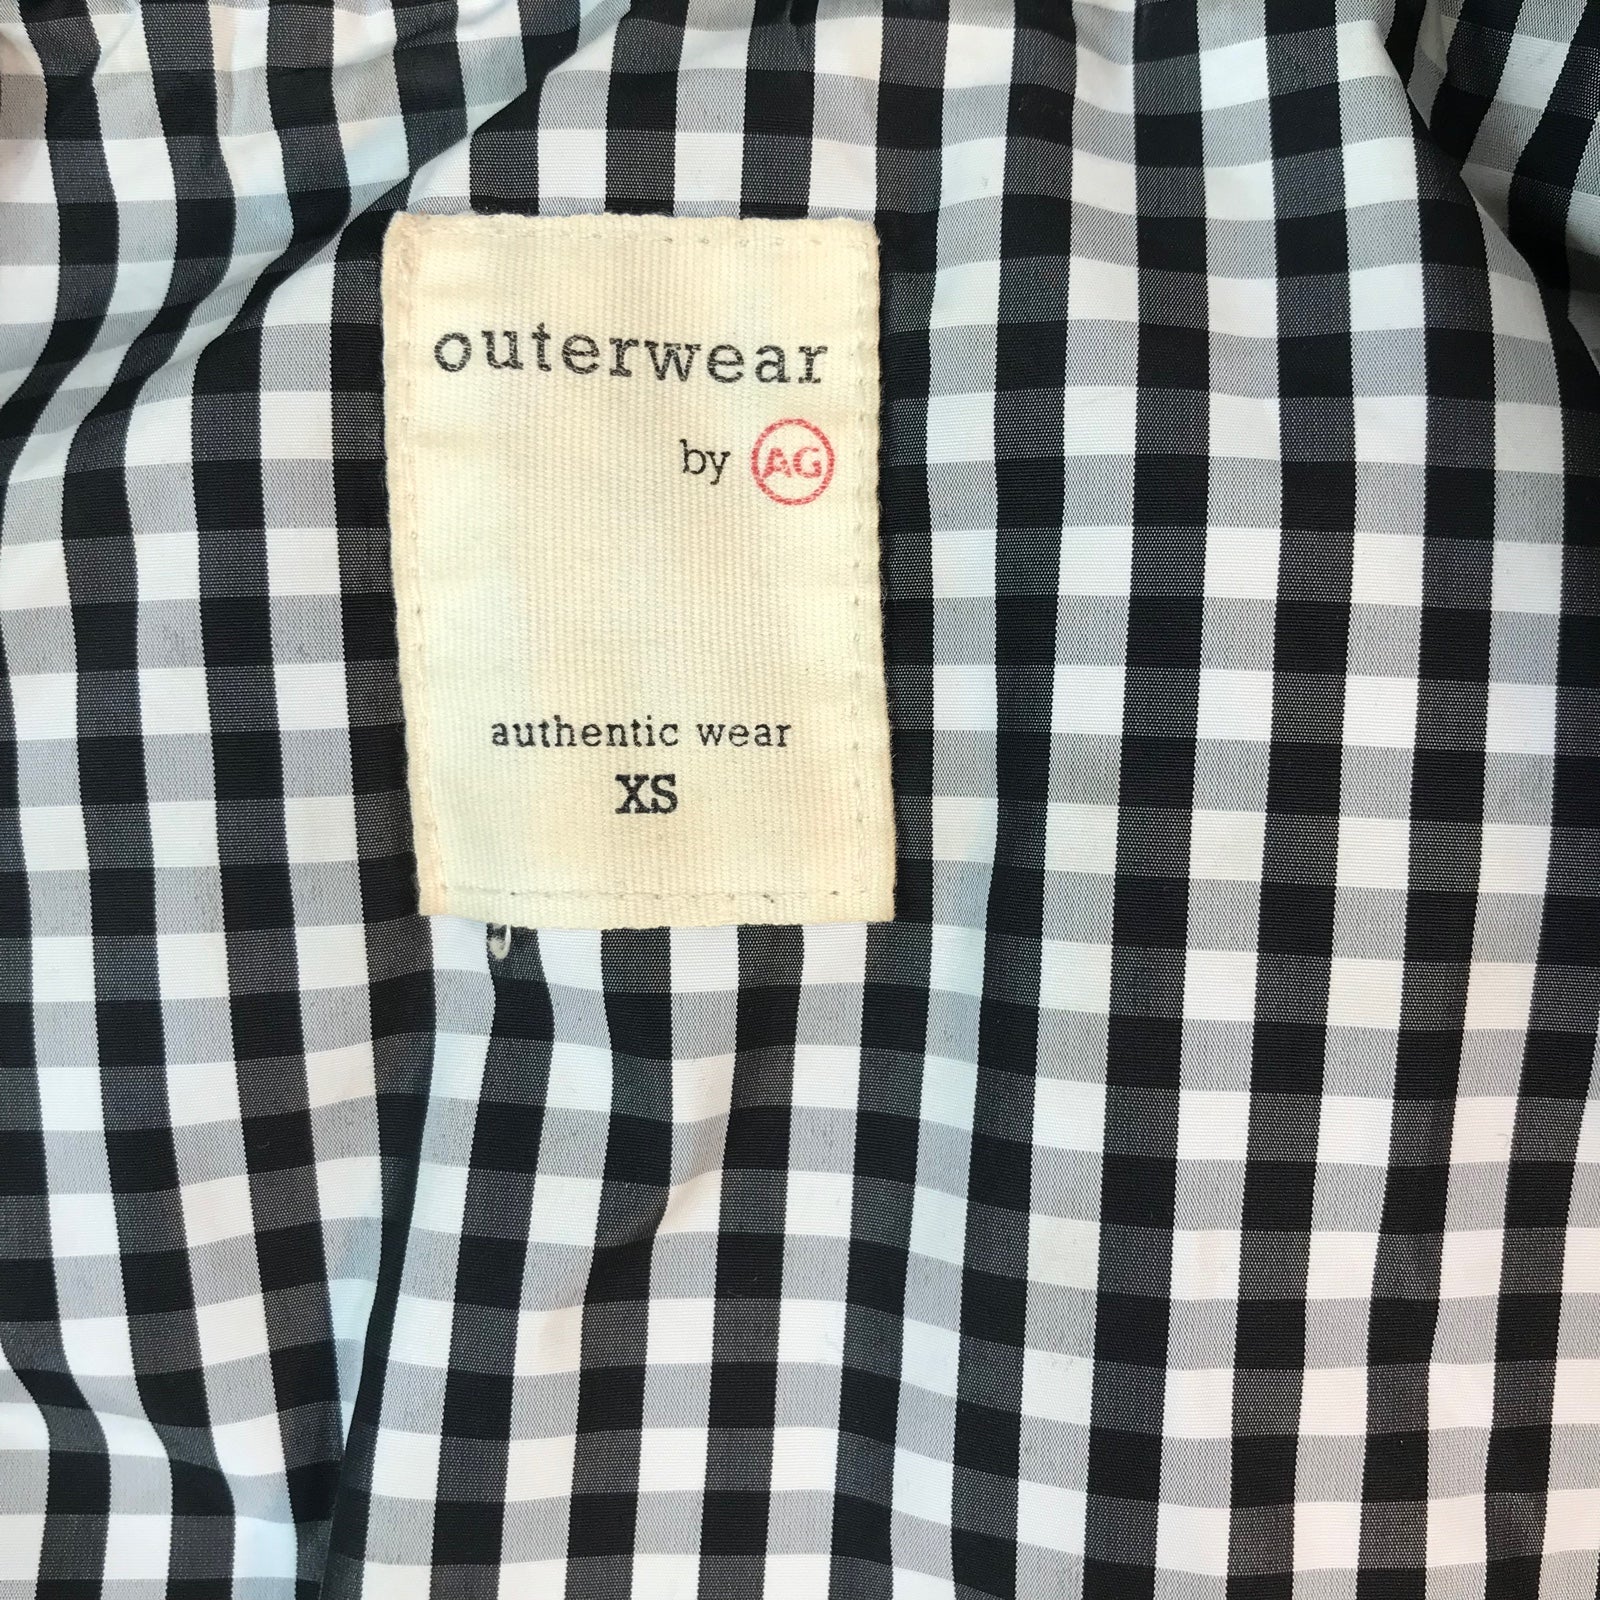 outerwear
by AG
authentic wear
XS